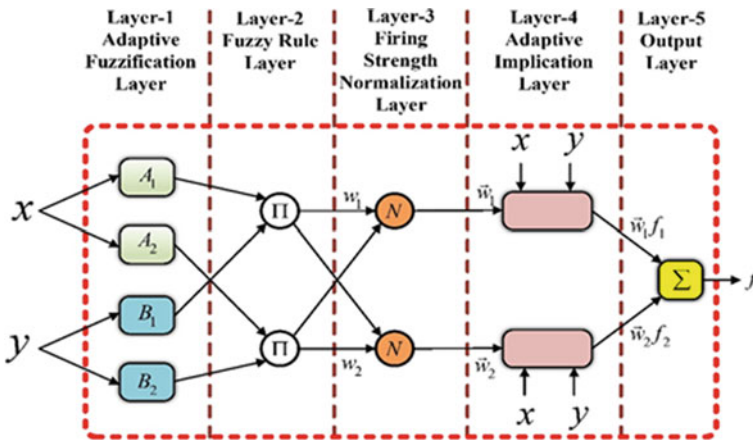 Layer-1
Adaptive
Fuzzification
Layer
Layer-2
Fuzzy Rule
Layer
Layer-3
Firing
Strength
Normalization
Layer
Layer-4
Adaptive
Implication
Layer
Layer-5
Output
Layer
x
y
A₁
A₂
B₁
B₂
Π
Π
w₁
w₂
N
N
w⃗₁
w⃗₂
x y
x y
w⃗₁f₁
w⃗₂f₂
Σ
f